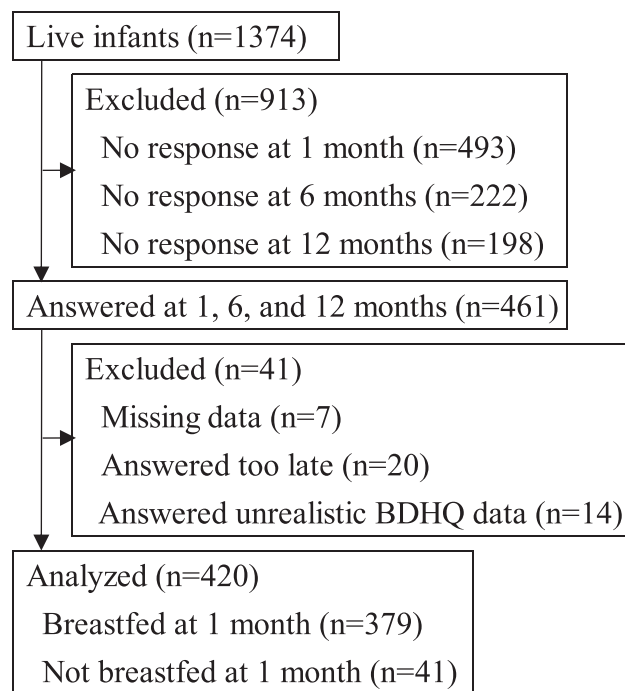 Live infants (n=1374)
Excluded (n=913)
No response at 1 month (n=493)
No response at 6 months (n=222)
No response at 12 months (n=198)
Answered at 1, 6, and 12 months (n=461)
Excluded (n=41)
Missing data (n=7)
Answered too late (n=20)
Answered unrealistic BDHQ data (n=14)
Analyzed (n=420)
Breastfed at 1 month (n=379)
Not breastfed at 1 month (n=41)